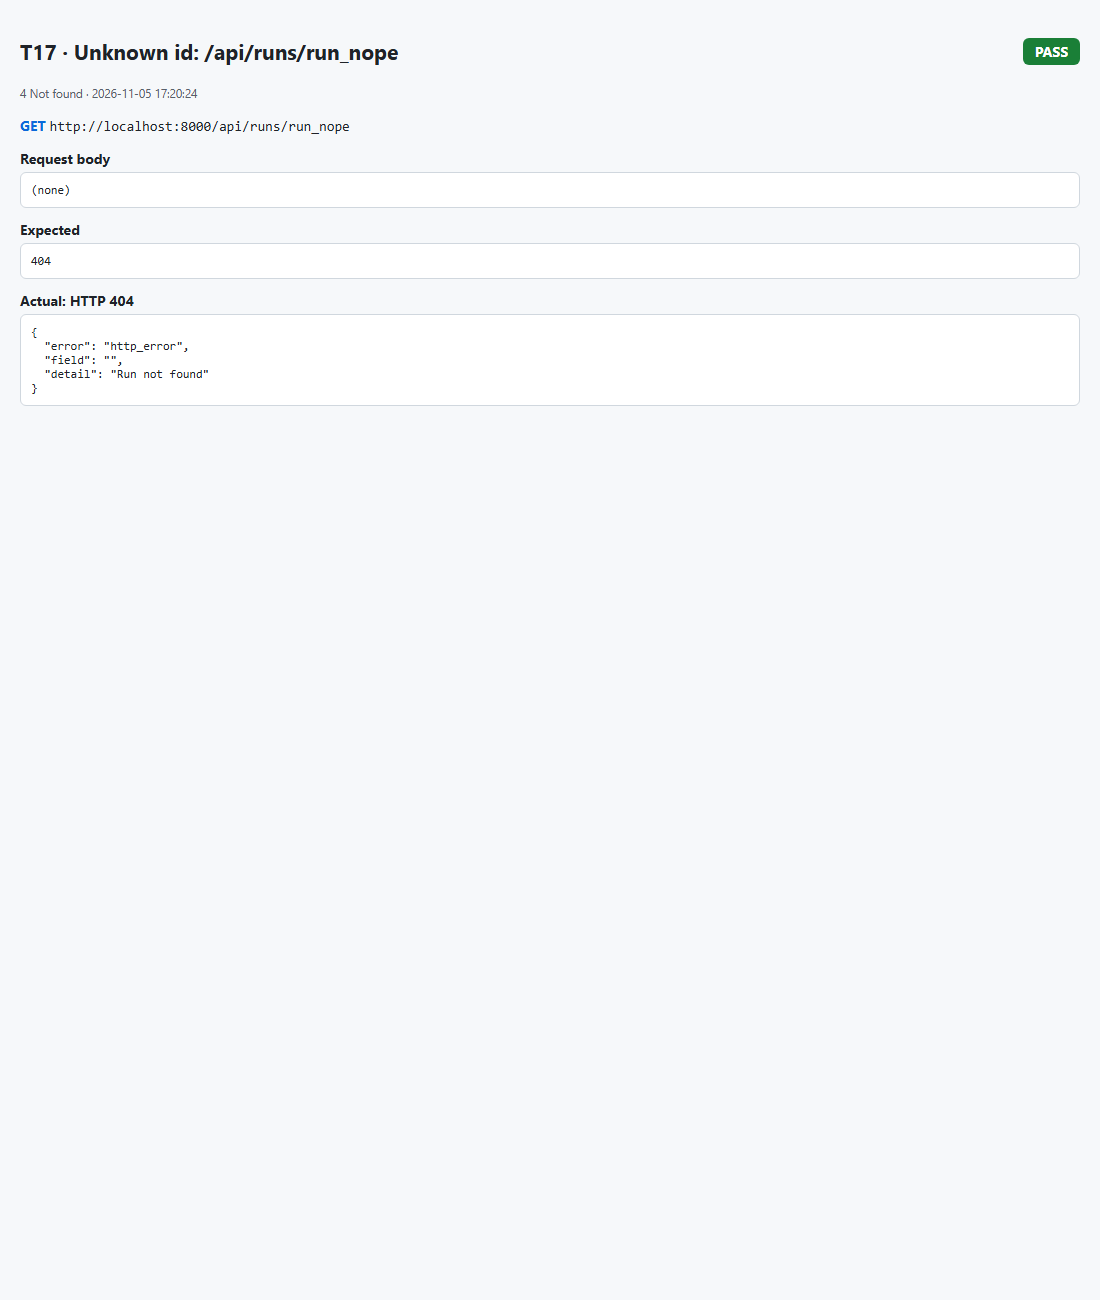 T17 · Unknown id: /api/runs/run_nope
PASS
4 Not found · 2026-11-05 17:20:24
GET http://localhost:8000/api/runs/run_nope
Request body
(none)
Expected
404
Actual: HTTP 404
{
  "error": "http_error",
  "field": "",
  "detail": "Run not found"
}